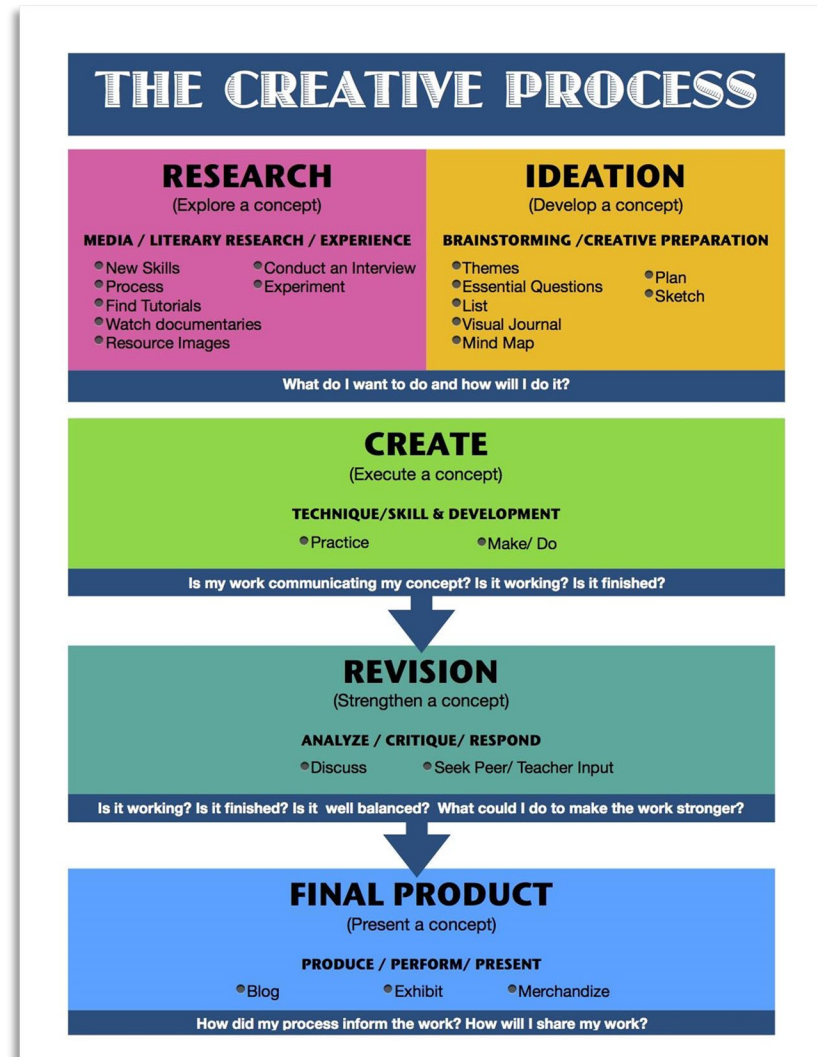 THE CREATIVE PROCESS
RESEARCH
(Explore a concept)
MEDIA / LITERARY RESEARCH / EXPERIENCE
New Skills
Process
Find Tutorials
Watch documentaries
Resource Images
Conduct an Interview
Experiment
IDEATION
(Develop a concept)
BRAINSTORMING /CREATIVE PREPARATION
Themes
Essential Questions
List
Visual Journal
Mind Map
Plan
Sketch
What do I want to do and how will I do it?
CREATE
(Execute a concept)
TECHNIQUE/SKILL & DEVELOPMENT
Practice
Make/ Do
Is my work communicating my concept? Is it working? Is it finished?
REVISION
(Strengthen a concept)
ANALYZE / CRITIQUE/ RESPOND
Discuss
Seek Peer/ Teacher Input
Is it working? Is it finished? Is it well balanced? What could I do to make the work stronger?
FINAL PRODUCT
(Present a concept)
PRODUCE / PERFORM/ PRESENT
Blog
Exhibit
Merchandize
How did my process inform the work? How will I share my work?